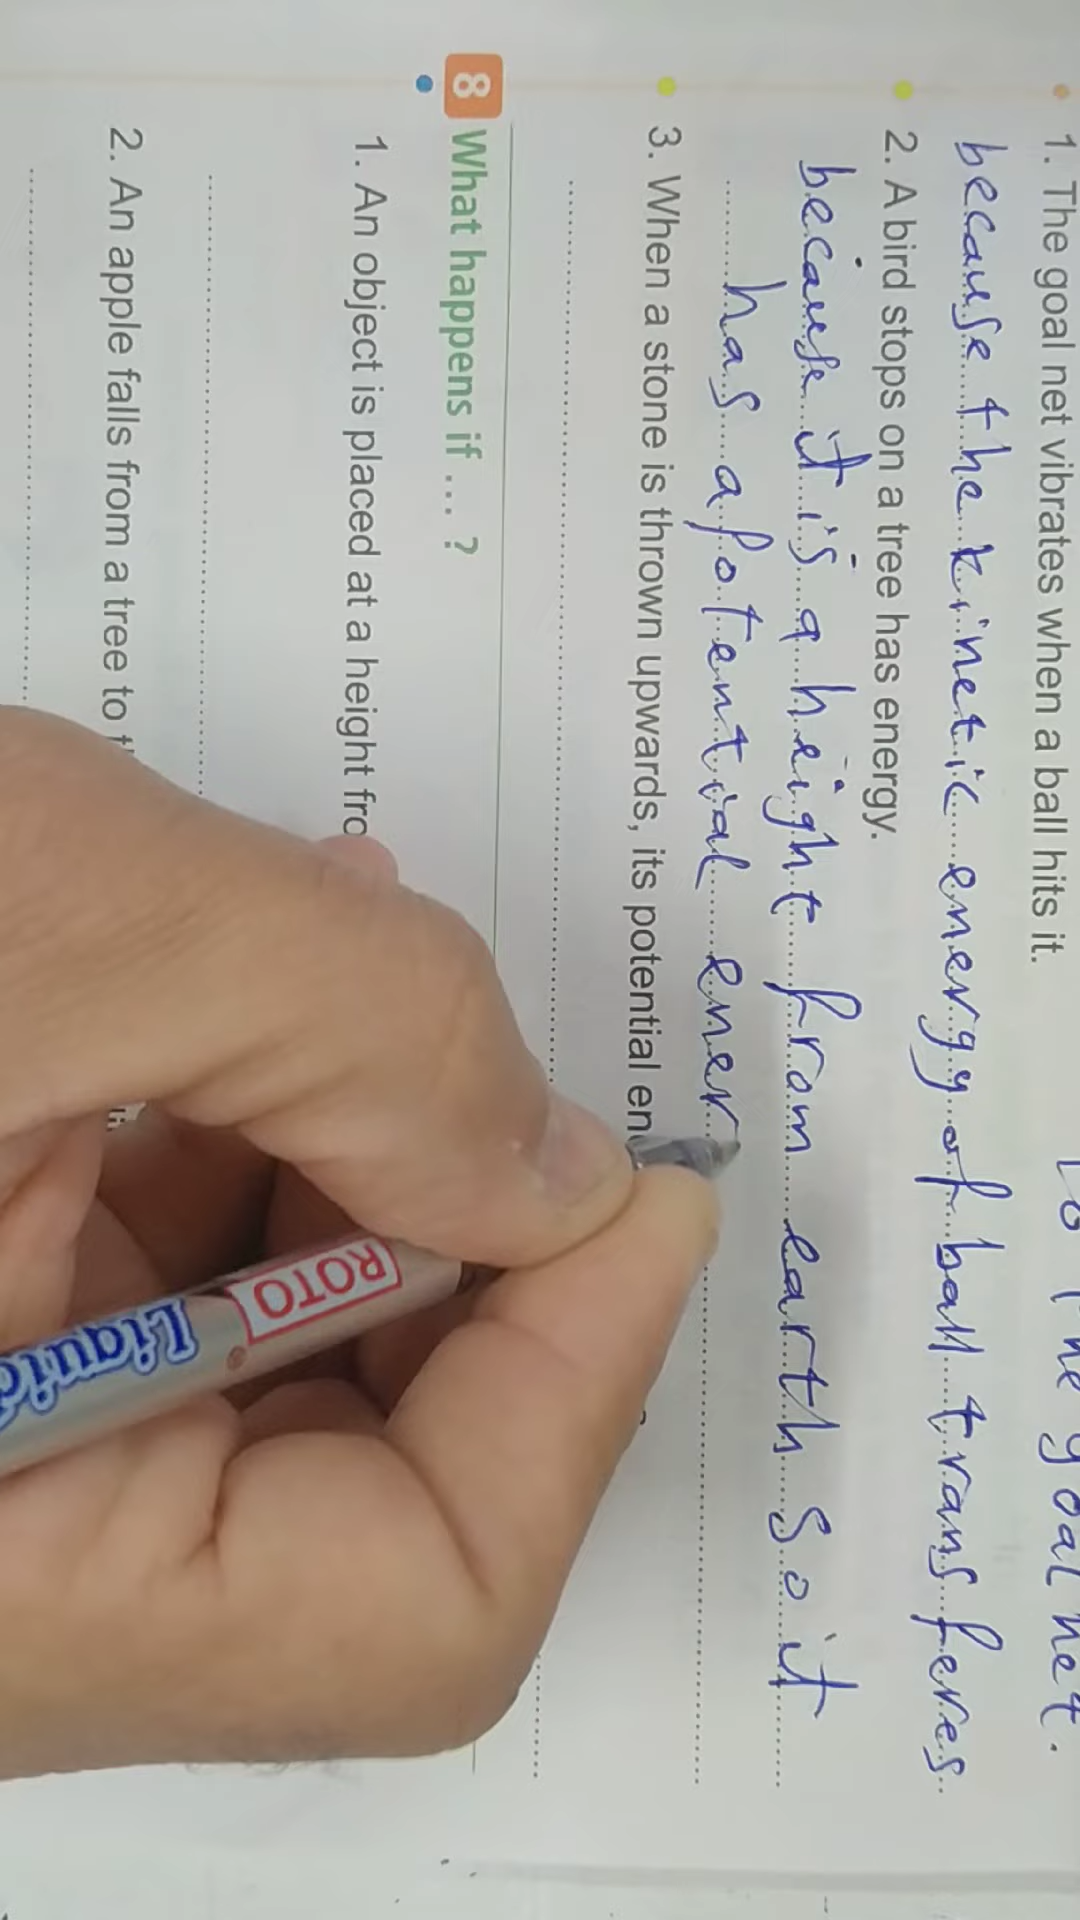 1. The goal net vibrates when a ball hits it.
to the goal net.
because the kinetic energy of ball transferes
2. A bird stops on a tree has energy.
because it is a height from earth so it
has a potential ener
3. When a stone is thrown upwards, its potential en
8 What happens if ... ?
1. An object is placed at a height fro
2. An apple falls from a tree to
ROTO
Liquid